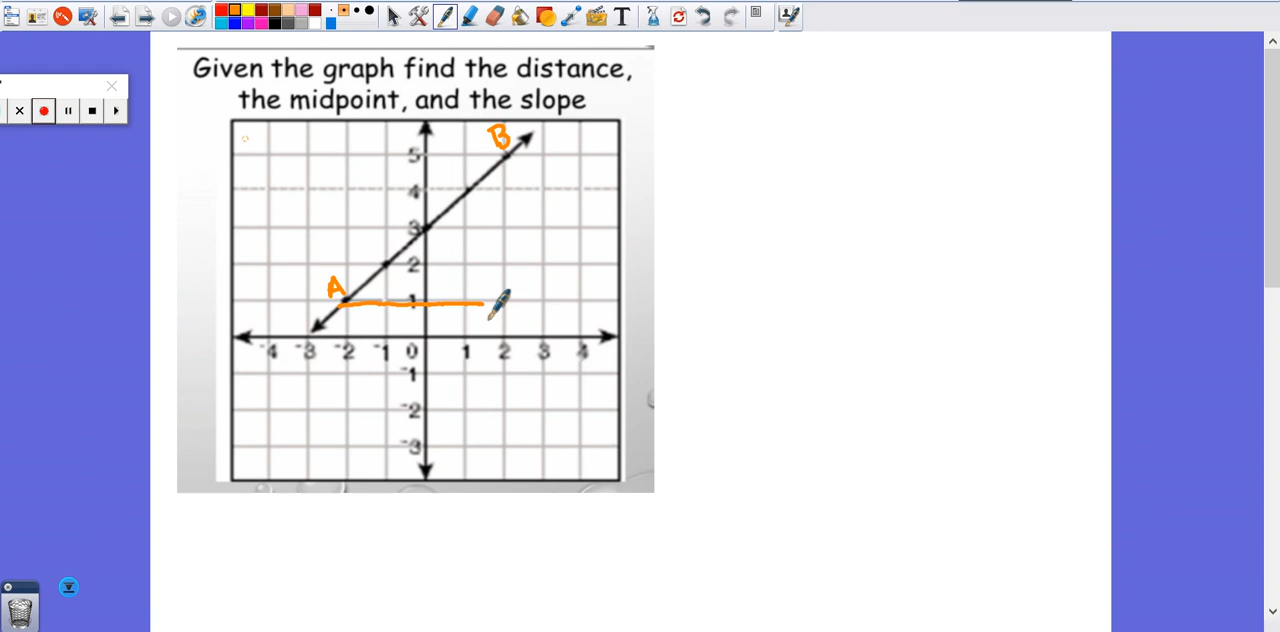 Given the graph find the distance,
the midpoint, and the slope
B
5
4
3
A
2
1
-4 -3 -2 -1 0 1 2 3 4
-1
-2
-3
T